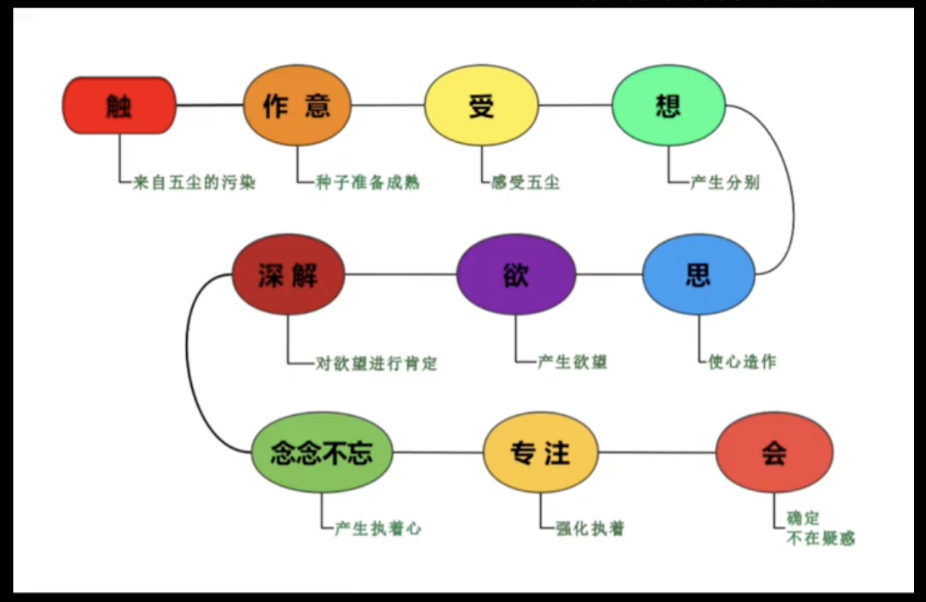 触
作 意
受
想
来自五尘的污染
种子准备成熟
感受五尘
产生分别
深 解
欲
思
对欲望进行肯定
产生欲望
使心造作
念念不忘
专 注
会
产生执着心
强化执着
确定
不在疑惑